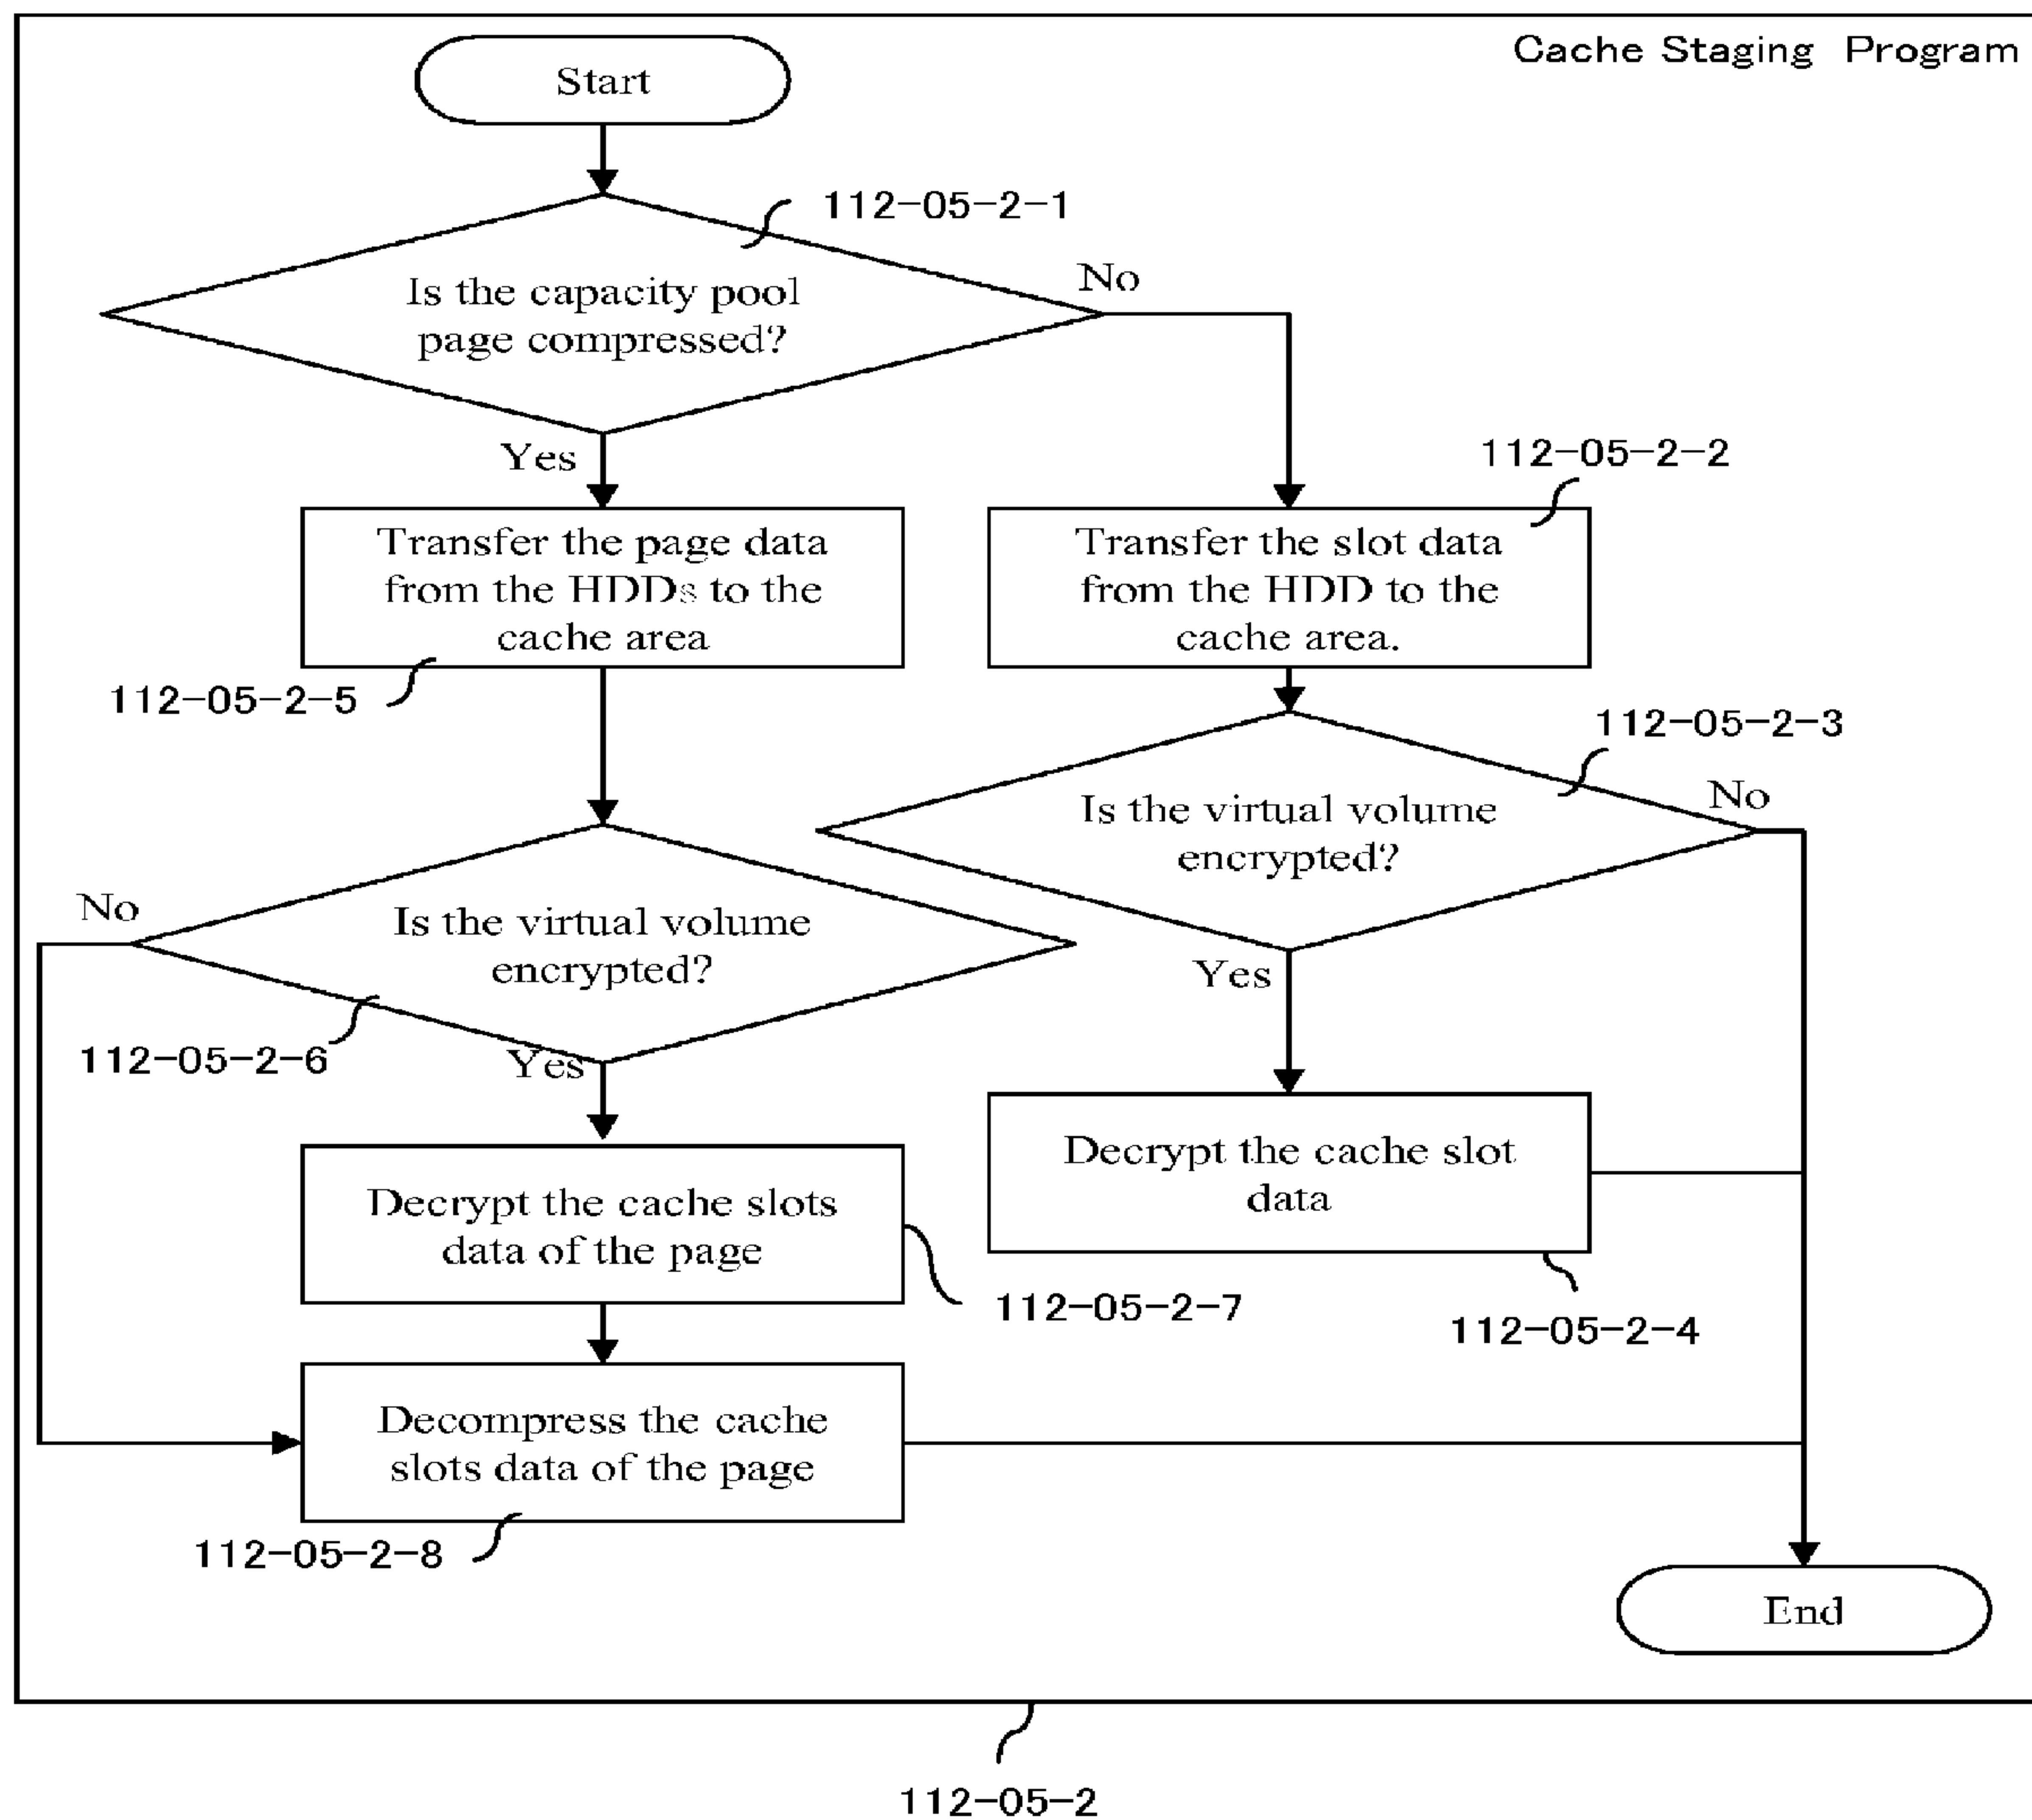 Cache Staging Program
Start
112-05-2-1
Is the capacity pool
page compressed?
No
Yes
112-05-2-2
Transfer the page data
from the HDDs to the
cache area
Transfer the slot data
from the HDD to the
cache area.
112-05-2-5
112-05-2-3
Is the virtual volume
encrypted?
No
No
Is the virtual volume
encrypted?
Yes
112-05-2-6
Yes
Decrypt the cache slot
data
Decrypt the cache slots
data of the page
112-05-2-7
112-05-2-4
Decompress the cache
slots data of the page
112-05-2-8
End
112-05-2